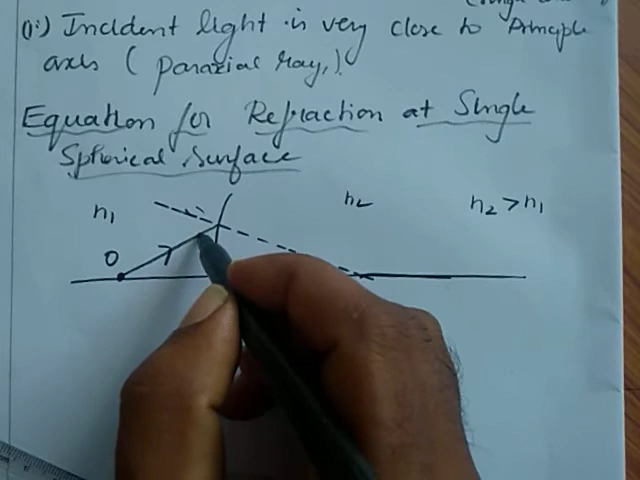 (ii) Incident light is very close to Principle
axis ( paraxial ray,).
Equation for Refraction at Single
Spherical Surface
n1 n2 n2 > n1
O